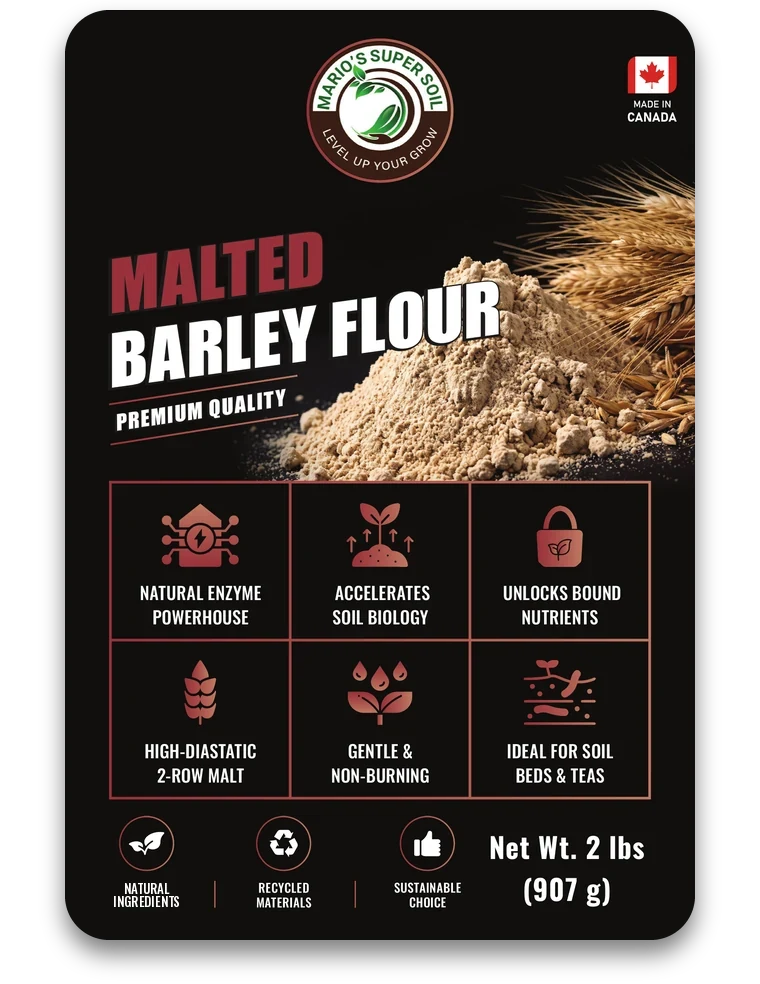 MARIO'S SUPER SOIL
LEVEL UP YOUR GROW
MADE IN
CANADA
MALTED
BARLEY FLOUR
PREMIUM QUALITY
NATURAL ENZYME
POWERHOUSE
ACCELERATES
SOIL BIOLOGY
UNLOCKS BOUND
NUTRIENTS
HIGH-DIASTATIC
2-ROW MALT
GENTLE &
NON-BURNING
IDEAL FOR SOIL
BEDS & TEAS
NATURAL
INGREDIENTS
RECYCLED
MATERIALS
SUSTAINABLE
CHOICE
Net Wt. 2 lbs
(907 g)